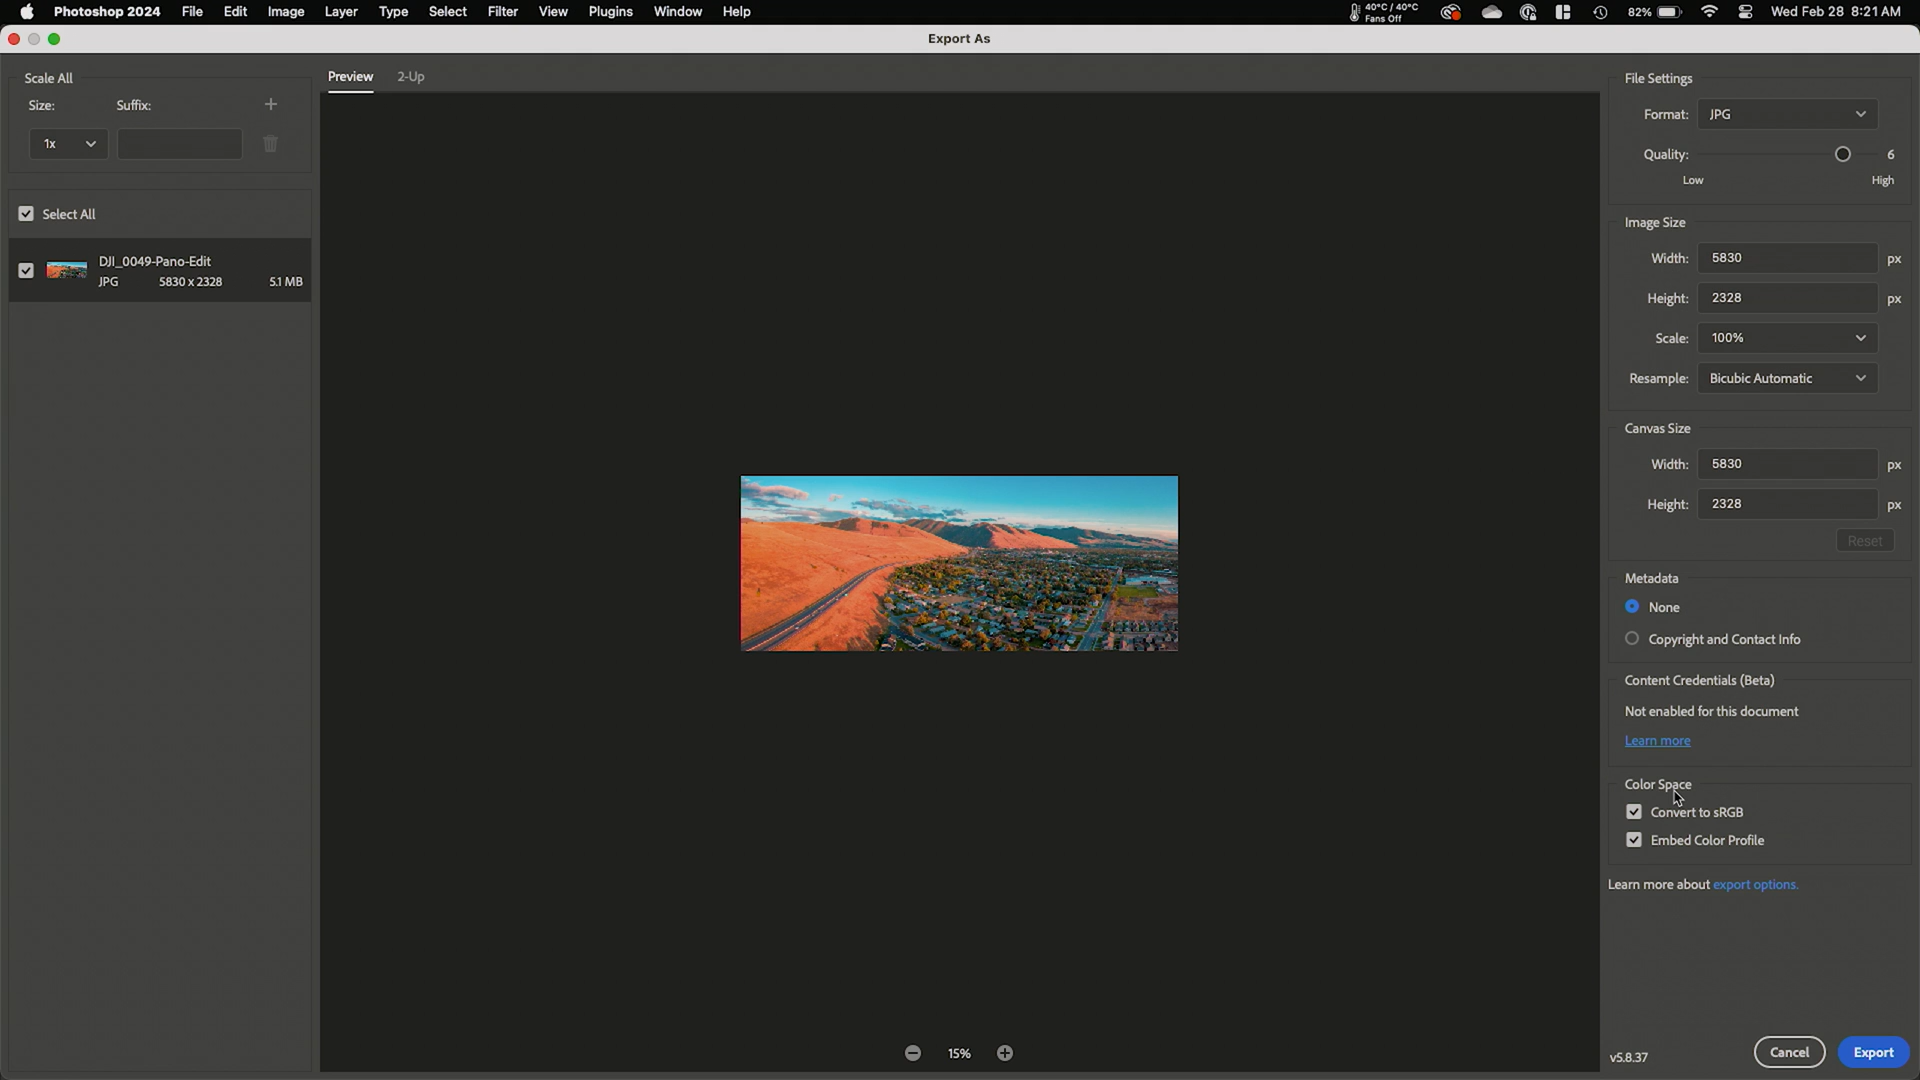 Photoshop 2024 File Edit Image Layer Type Select Filter View Plugins Window Help 40°C / 40°C Fans Off 82% Wed Feb 28 8:21 AM
Export As
Scale All
Size: Suffix:
1x
Select All
DJI_0049-Pano-Edit
JPG 5830 x 2328 5.1 MB
Preview 2-Up
15%
File Settings
Format: JPG
Quality: 6
Low High
Image Size
Width: 5830 px
Height: 2328 px
Scale: 100%
Resample: Bicubic Automatic
Canvas Size
Width: 5830 px
Height: 2328 px
Reset
Metadata
None
Copyright and Contact Info
Content Credentials (Beta)
Not enabled for this document
Learn more
Color Space
Convert to sRGB
Embed Color Profile
Learn more about export options.
v5.8.37 Cancel Export